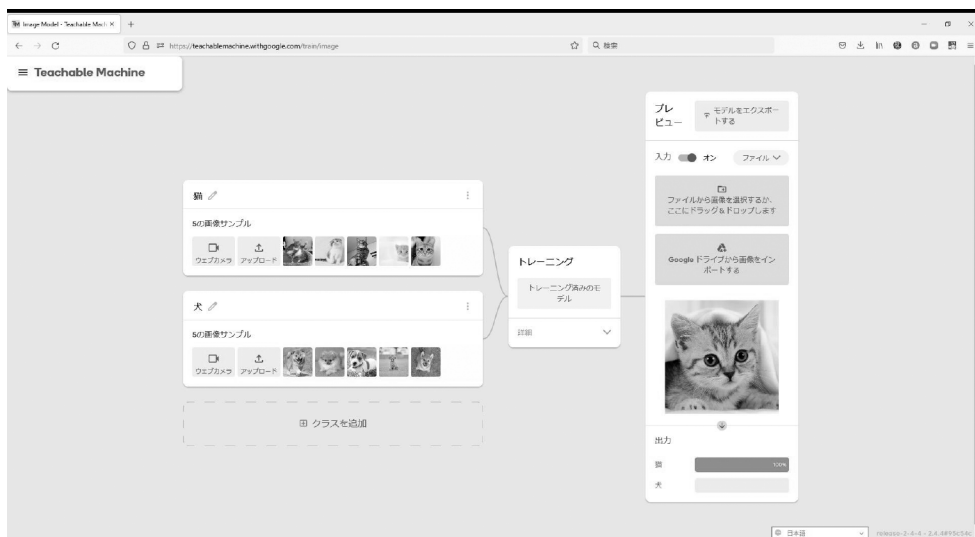 Image Model - Teachable Mach
https://teachablemachine.withgoogle.com/train/image
検索
Teachable Machine
猫
5の画像サンプル
ウェブカメラ
アップロード
犬
5の画像サンプル
ウェブカメラ
アップロード
クラスを追加
トレーニング
トレーニング済みのモ
デル
詳細
プレ
ビュー
モデルをエクスポー
トする
入力
オン
ファイル
ファイルから画像を選択するか、
ここにドラッグ&ドロップします
Google ドライブから画像をイン
ポートする
出力
猫
100%
犬
日本語